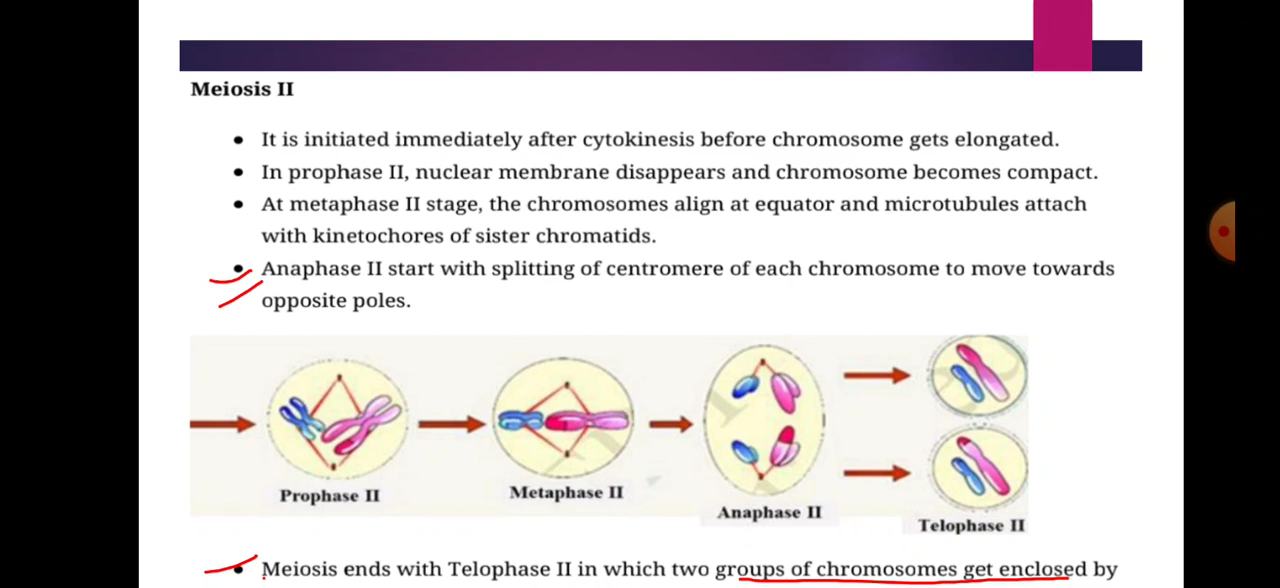 Meiosis II
• It is initiated immediately after cytokinesis before chromosome gets elongated.
• In prophase II, nuclear membrane disappears and chromosome becomes compact.
• At metaphase II stage, the chromosomes align at equator and microtubules attach
with kinetochores of sister chromatids.
• Anaphase II start with splitting of centromere of each chromosome to move towards
opposite poles.
Prophase II
Metaphase II
Anaphase II
Telophase II
• Meiosis ends with Telophase II in which two groups of chromosomes get enclosed by